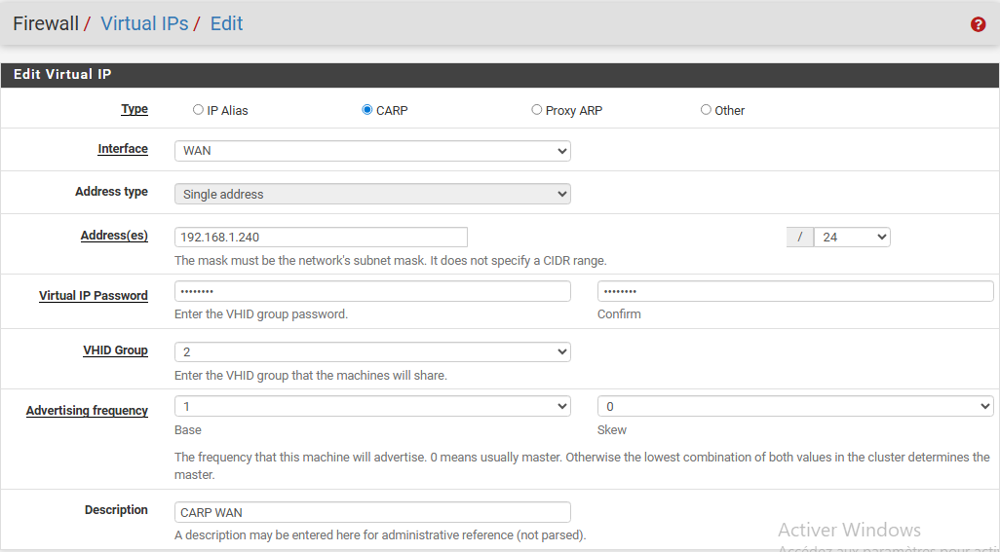 Firewall / Virtual IPs / Edit
Edit Virtual IP
Type IP Alias CARP Proxy ARP Other
Interface WAN
Address type Single address
Address(es) 192.168.1.240 / 24
The mask must be the network's subnet mask. It does not specify a CIDR range.
Virtual IP Password •••••••• ••••••••
Enter the VHID group password. Confirm
VHID Group 2
Enter the VHID group that the machines will share.
Advertising frequency 1 0
Base Skew
The frequency that this machine will advertise. 0 means usually master. Otherwise the lowest combination of both values in the cluster determines the
master.
Description CARP WAN
A description may be entered here for administrative reference (not parsed).
Activer Windows
Accédez aux paramètres pour acti